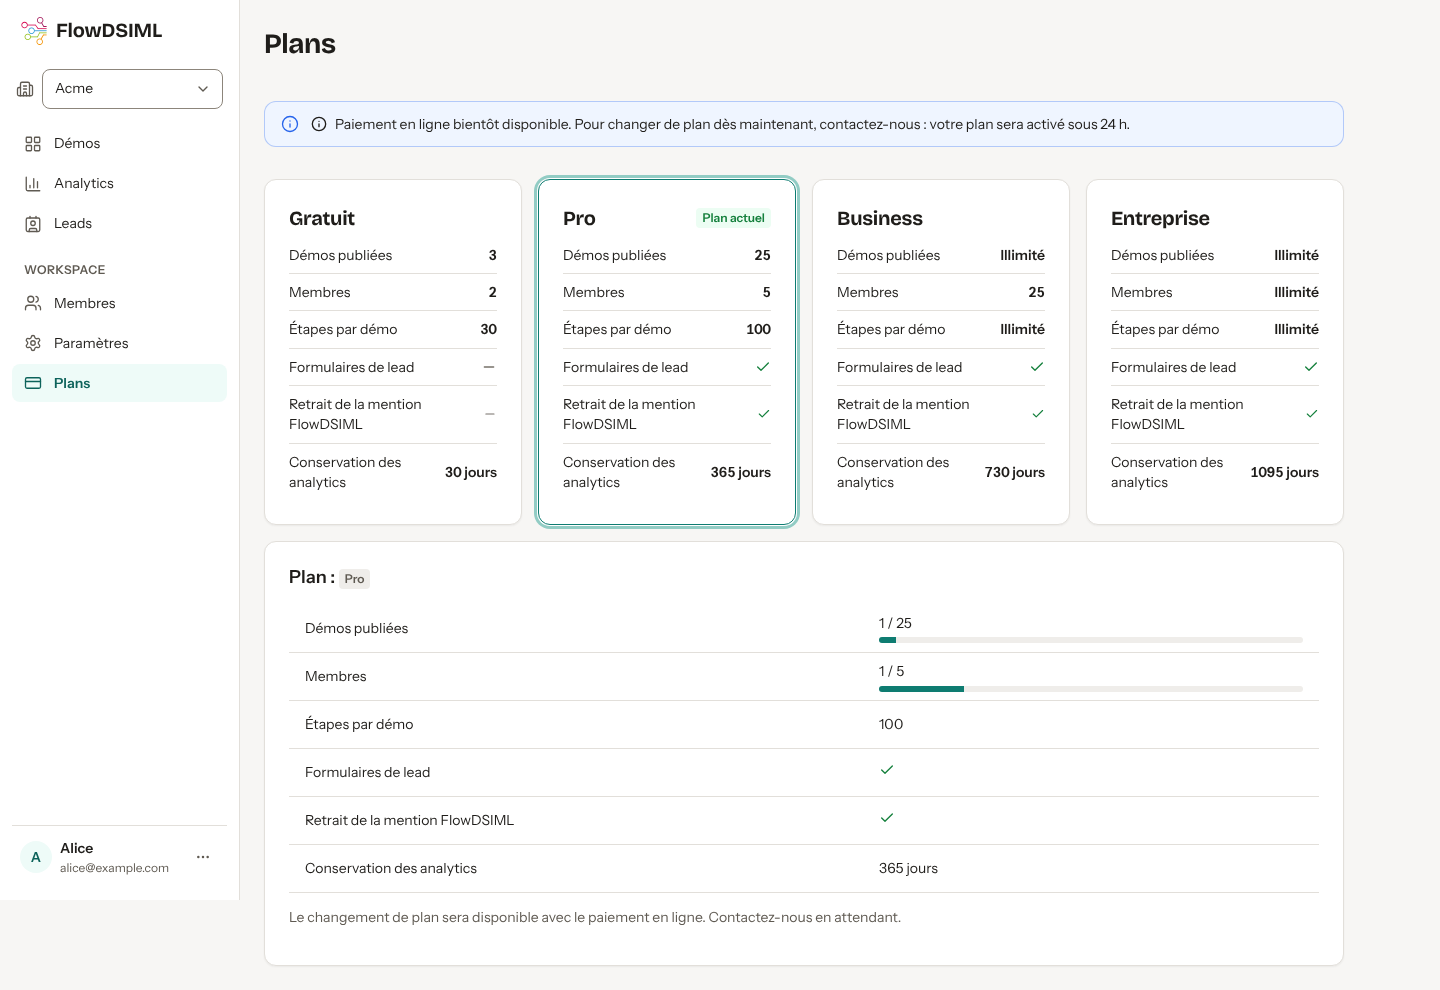 FlowDSIML
Acme
Démos
Analytics
Leads
WORKSPACE
Membres
Paramètres
Plans
A
Alice
alice@example.com
Plans
Paiement en ligne bientôt disponible. Pour changer de plan dès maintenant, contactez-nous : votre plan sera activé sous 24 h.
Gratuit
Démos publiées 3
Membres 2
Étapes par démo 30
Formulaires de lead —
Retrait de la mention
FlowDSIML —
Conservation des
analytics 30 jours
Pro Plan actuel
Démos publiées 25
Membres 5
Étapes par démo 100
Formulaires de lead
Retrait de la mention
FlowDSIML
Conservation des
analytics 365 jours
Business
Démos publiées Illimité
Membres 25
Étapes par démo Illimité
Formulaires de lead
Retrait de la mention
FlowDSIML
Conservation des
analytics 730 jours
Entreprise
Démos publiées Illimité
Membres Illimité
Étapes par démo Illimité
Formulaires de lead
Retrait de la mention
FlowDSIML
Conservation des
analytics 1095 jours
Plan : Pro
Démos publiées 1 / 25
Membres 1 / 5
Étapes par démo 100
Formulaires de lead
Retrait de la mention FlowDSIML
Conservation des analytics 365 jours
Le changement de plan sera disponible avec le paiement en ligne. Contactez-nous en attendant.